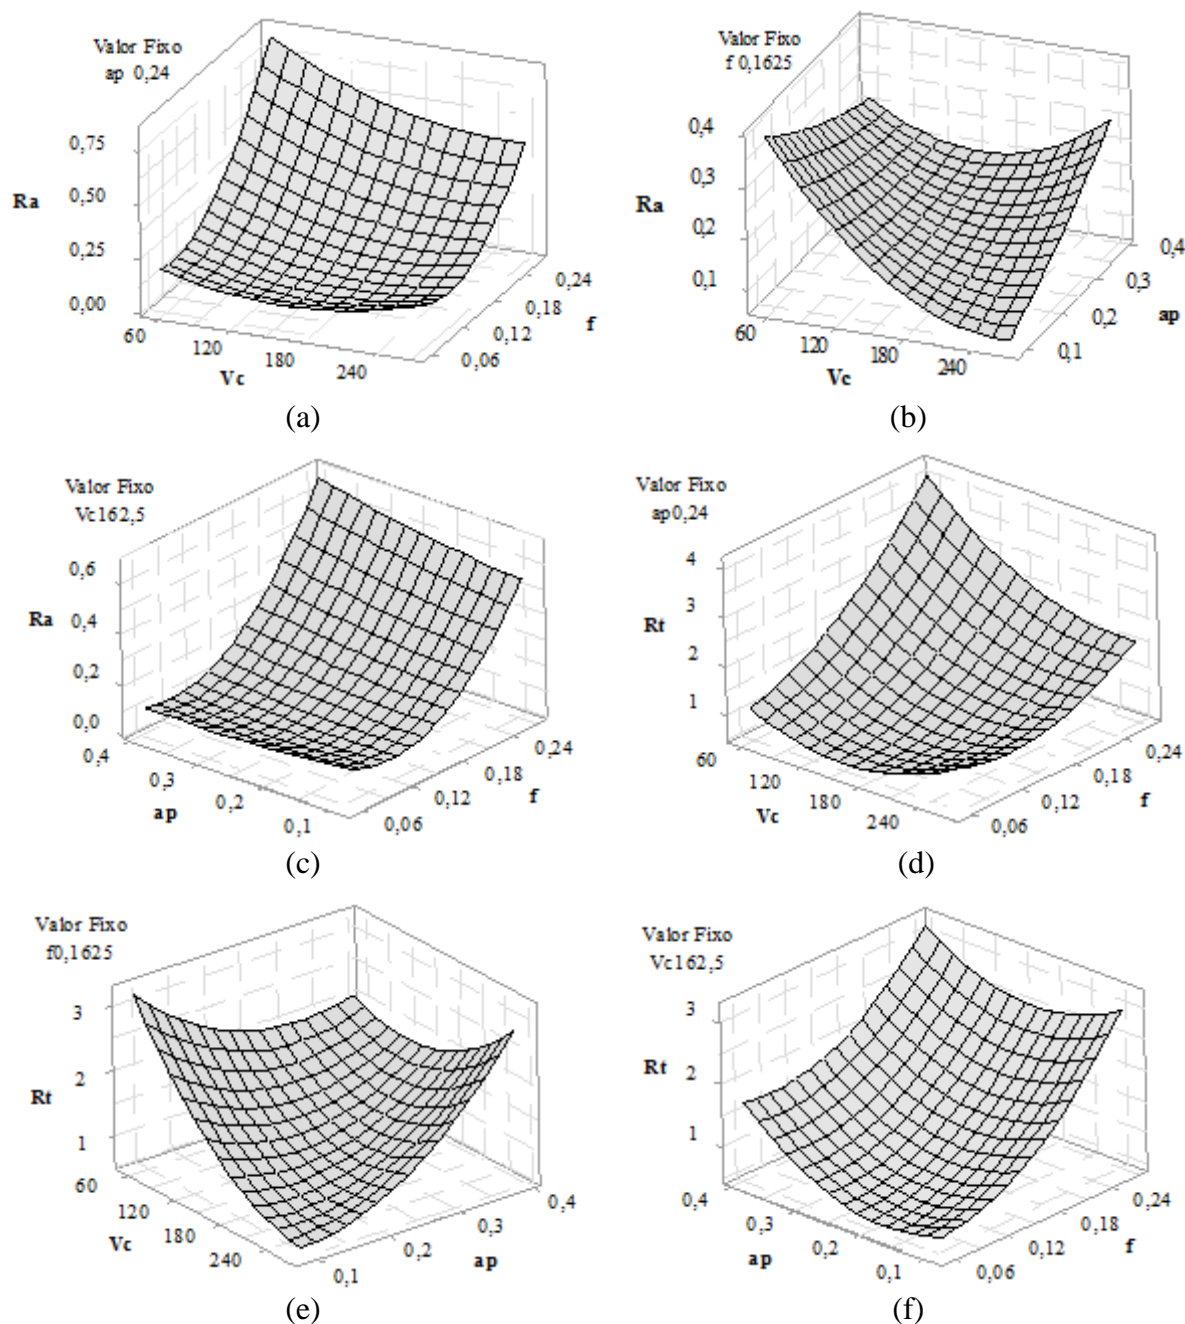 Valor Fixo
ap 0,24
0,75
0,50
Ra
0,25
0,00
60
120
180
240
Vc
0,06
0,12
0,18
0,24
f
(a)
Valor Fixo
f 0,1625
0,4
0,3
Ra
0,2
0,1
60
120
180
240
Vc
0,1
0,2
0,3
0,4
ap
(b)
Valor Fixo
Vc162,5
0,6
Ra
0,4
0,2
0,0
0,4
0,3
0,2
0,1
ap
0,06
0,12
0,18
0,24
f
(c)
Valor Fixo
ap0,24
4
3
Rt
2
1
60
120
180
240
Vc
0,06
0,12
0,18
0,24
f
(d)
Valor Fixo
f0,1625
3
2
Rt
1
60
120
180
240
Vc
0,1
0,2
0,3
0,4
ap
(e)
Valor Fixo
Vc162,5
3
Rt
2
1
0,4
0,3
0,2
0,1
ap
0,06
0,12
0,18
0,24
f
(f)